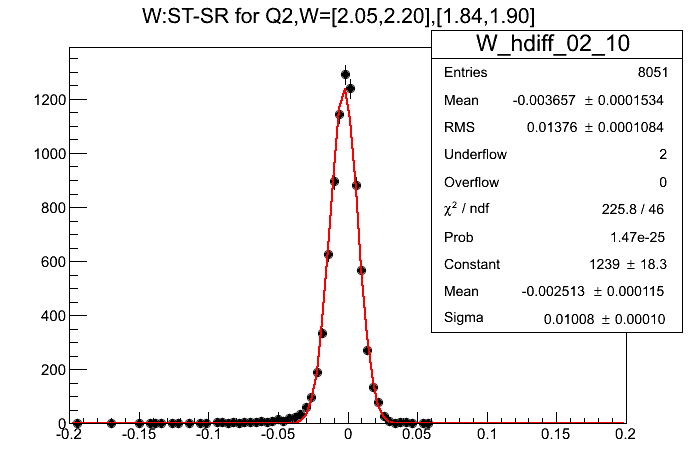 W:ST-SR for Q2,W=[2.05,2.20],[1.84,1.90]
W_hdiff_02_10
Entries 8051
Mean -0.003657 ± 0.0001534
RMS 0.01376 ± 0.0001084
Underflow 2
Overflow 0
χ² / ndf 225.8 / 46
Prob 1.47e-25
Constant 1239 ± 18.3
Mean -0.002513 ± 0.000115
Sigma 0.01008 ± 0.00010
1200
1000
800
600
400
200
0
-0.2 -0.15 -0.1 -0.05 0 0.05 0.1 0.15 0.2